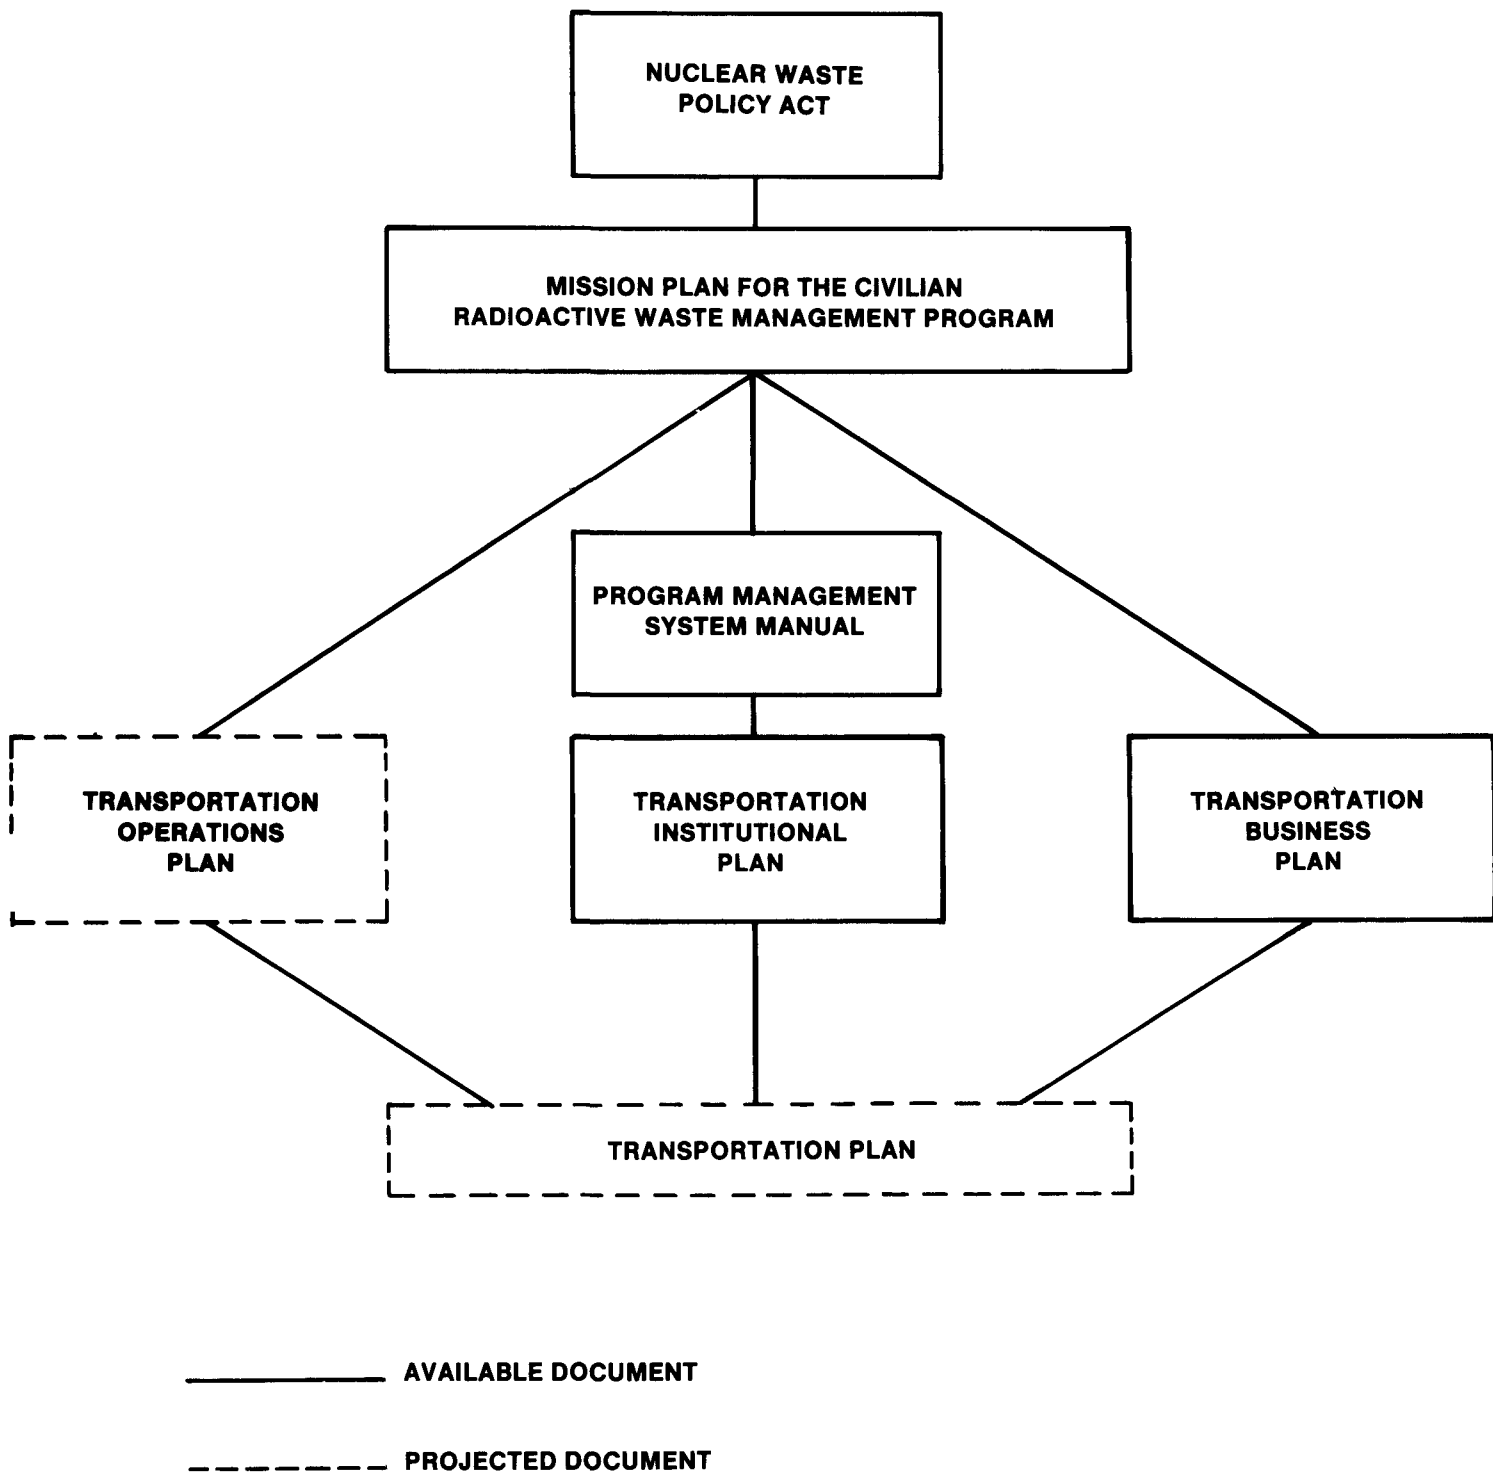 NUCLEAR WASTE
POLICY ACT
MISSION PLAN FOR THE CIVILIAN
RADIOACTIVE WASTE MANAGEMENT PROGRAM
PROGRAM MANAGEMENT
SYSTEM MANUAL
TRANSPORTATION
OPERATIONS
PLAN
TRANSPORTATION
INSTITUTIONAL
PLAN
TRANSPORTATION
BUSINESS
PLAN
TRANSPORTATION PLAN
AVAILABLE DOCUMENT
PROJECTED DOCUMENT